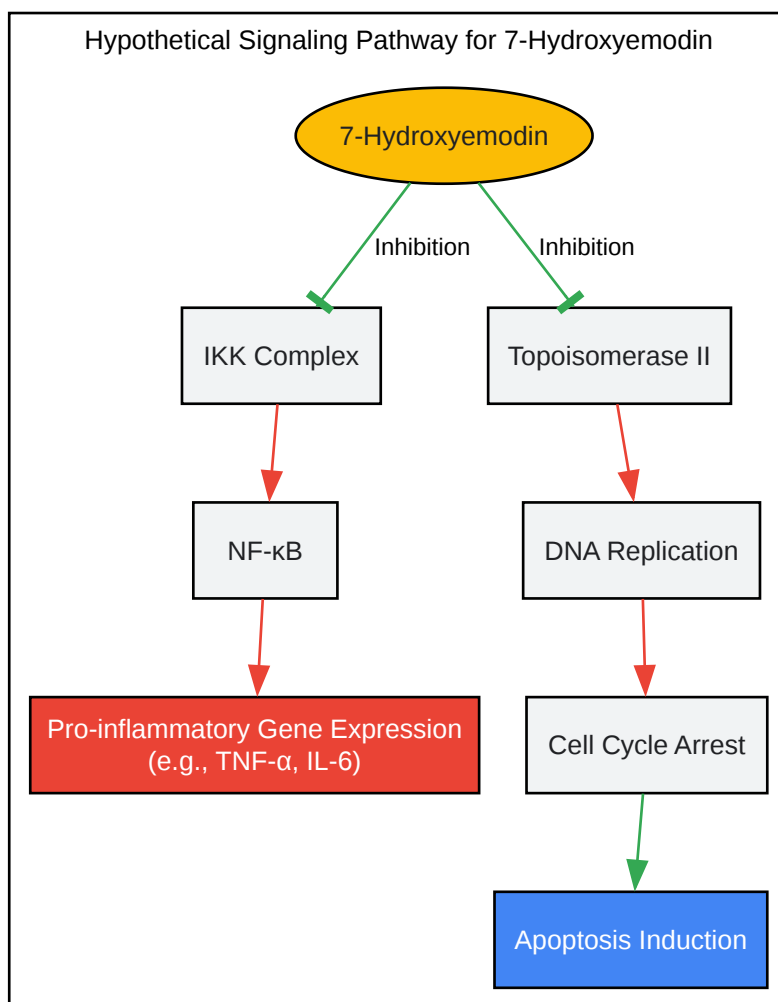 Hypothetical Signaling Pathway for 7-Hydroxyemodin
7-Hydroxyemodin
Inhibition
Inhibition
IKK Complex
Topoisomerase II
NF-κB
DNA Replication
Pro-inflammatory Gene Expression
(e.g., TNF-α, IL-6)
Cell Cycle Arrest
Apoptosis Induction